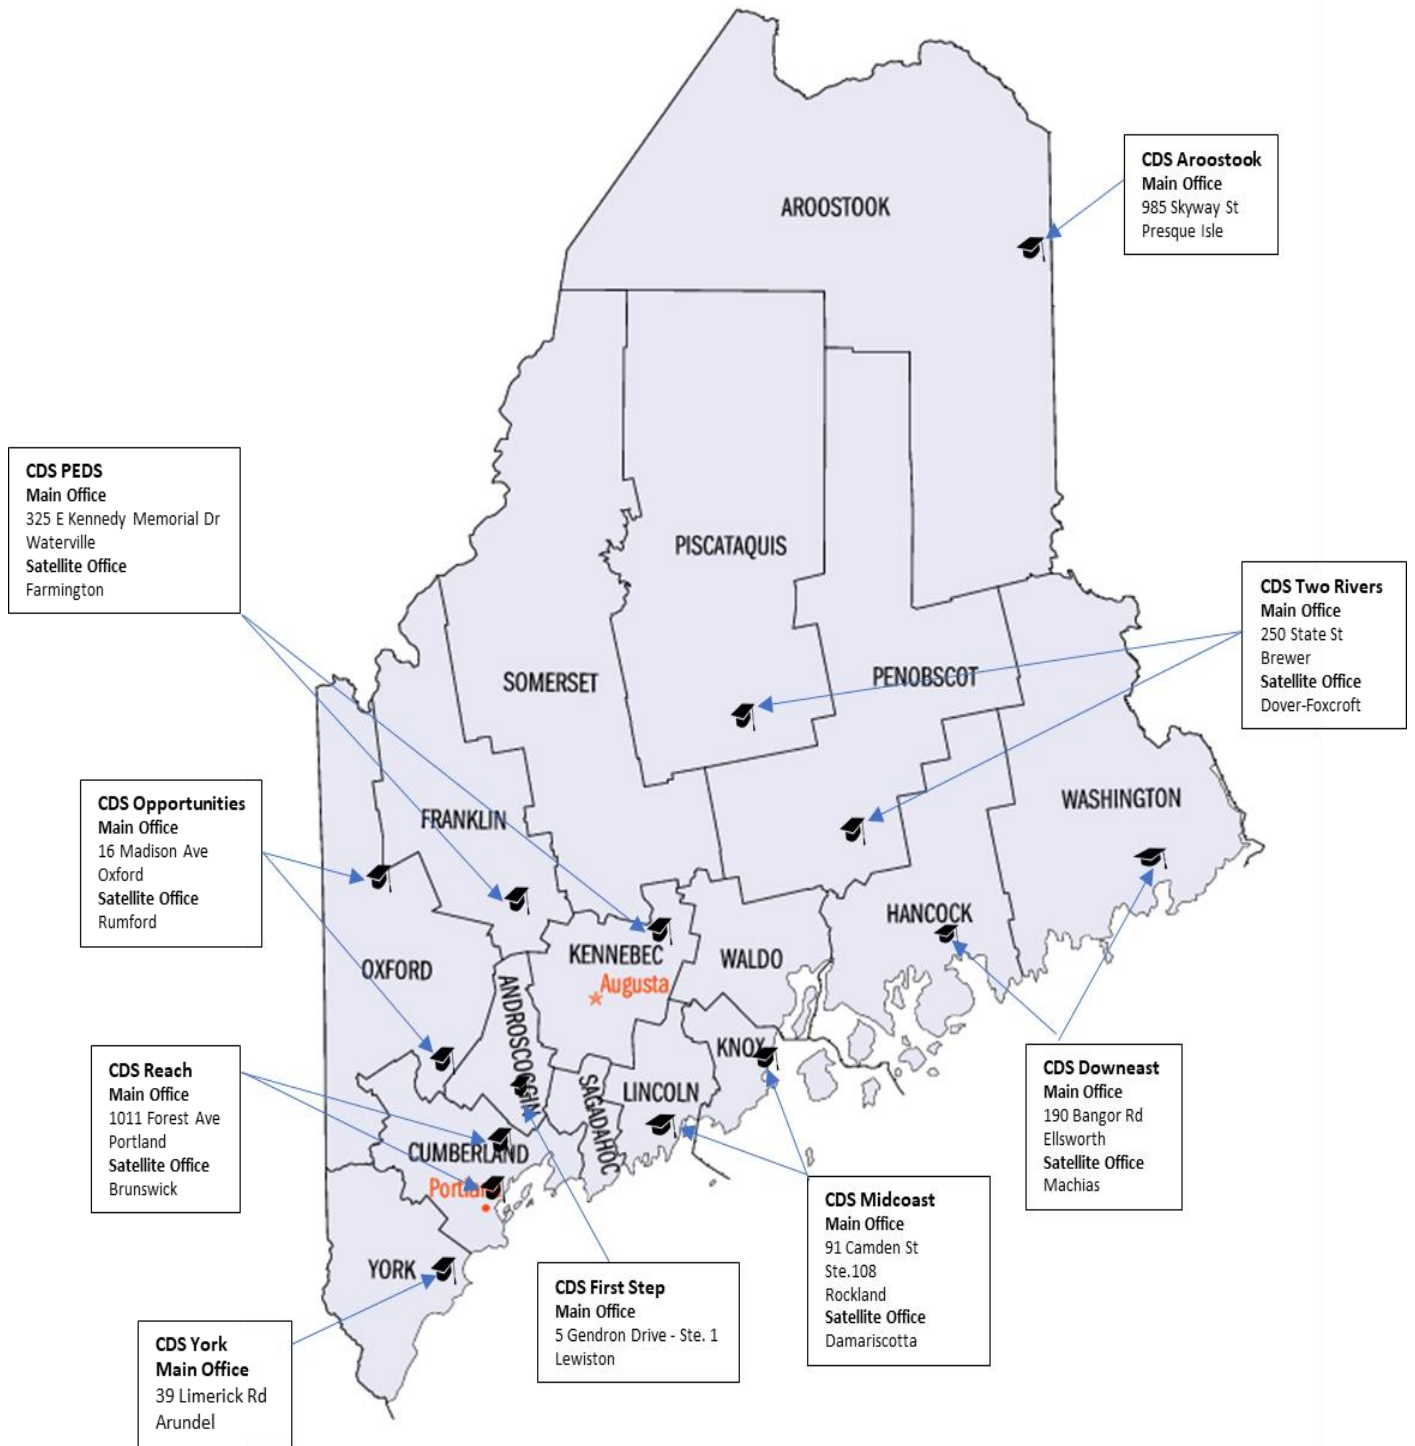 AROOSTOOK
CDS Aroostook
Main Office
985 Skyway St
Presque Isle
CDS PEDS
Main Office
325 E Kennedy Memorial Dr
Waterville
Satellite Office
Farmington
PISCATAQUIS
CDS Two Rivers
Main Office
250 State St
Brewer
Satellite Office
Dover-Foxcroft
SOMERSET
PENOBSCOT
CDS Opportunities
Main Office
16 Madison Ave
Oxford
Satellite Office
Rumford
FRANKLIN
WASHINGTON
HANCOCK
KENNEBEC
WALDO
OXFORD
Augusta
ANDROSCOGGIN
KNOX
CDS Reach
Main Office
1011 Forest Ave
Portland
Satellite Office
Brunswick
SAGADAHOC
LINCOLN
CDS Downeast
Main Office
190 Bangor Rd
Ellsworth
Satellite Office
Machias
CUMBERLAND
Portland
CDS Midcoast
Main Office
91 Camden St
Ste.108
Rockland
Satellite Office
Damariscotta
YORK
CDS First Step
Main Office
5 Gendron Drive - Ste. 1
Lewiston
CDS York
Main Office
39 Limerick Rd
Arundel